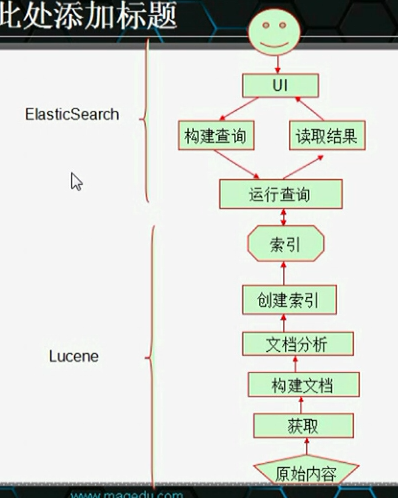 此处添加标题
UI
ElasticSearch
构建查询
读取结果
运行查询
索引
创建索引
文档分析
Lucene
构建文档
获取
原始内容
www.magedu.com